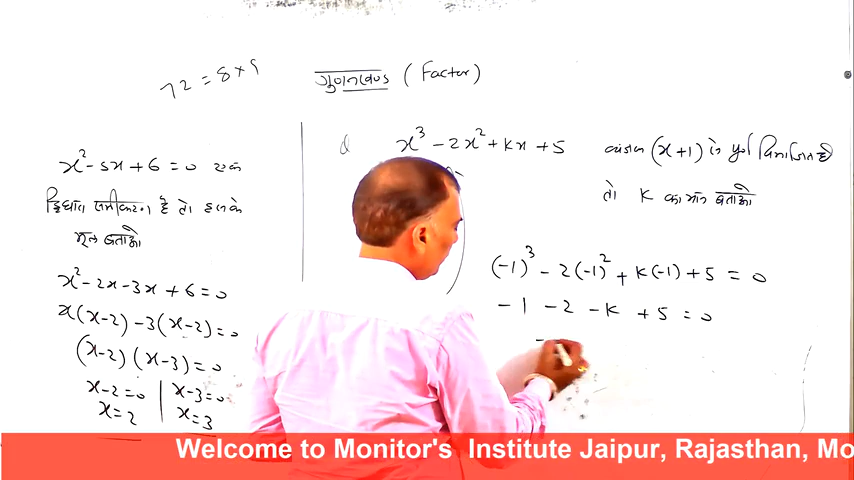 72 = 8×9
गुणनखण्ड (Factor)
x² - 5x + 6 = 0 एक
द्विघात समीकरण है तो इसके
मूल बताओ
x² - 2x - 3x + 6 = 0
x(x-2) - 3(x-2) = 0
(x-2) (x-3) = 0
x-2=0 | x-3=0
x=2 | x=3
x³ - 2x² + Kx + 5 (x+1) से पूर्ण विभाजित है
तो K का मान बताओ
(-1)³ - 2(-1)² + K(-1) + 5 = 0
-1 - 2 - K + 5 = 0
Welcome to Monitor's Institute Jaipur, Rajasthan, Mo